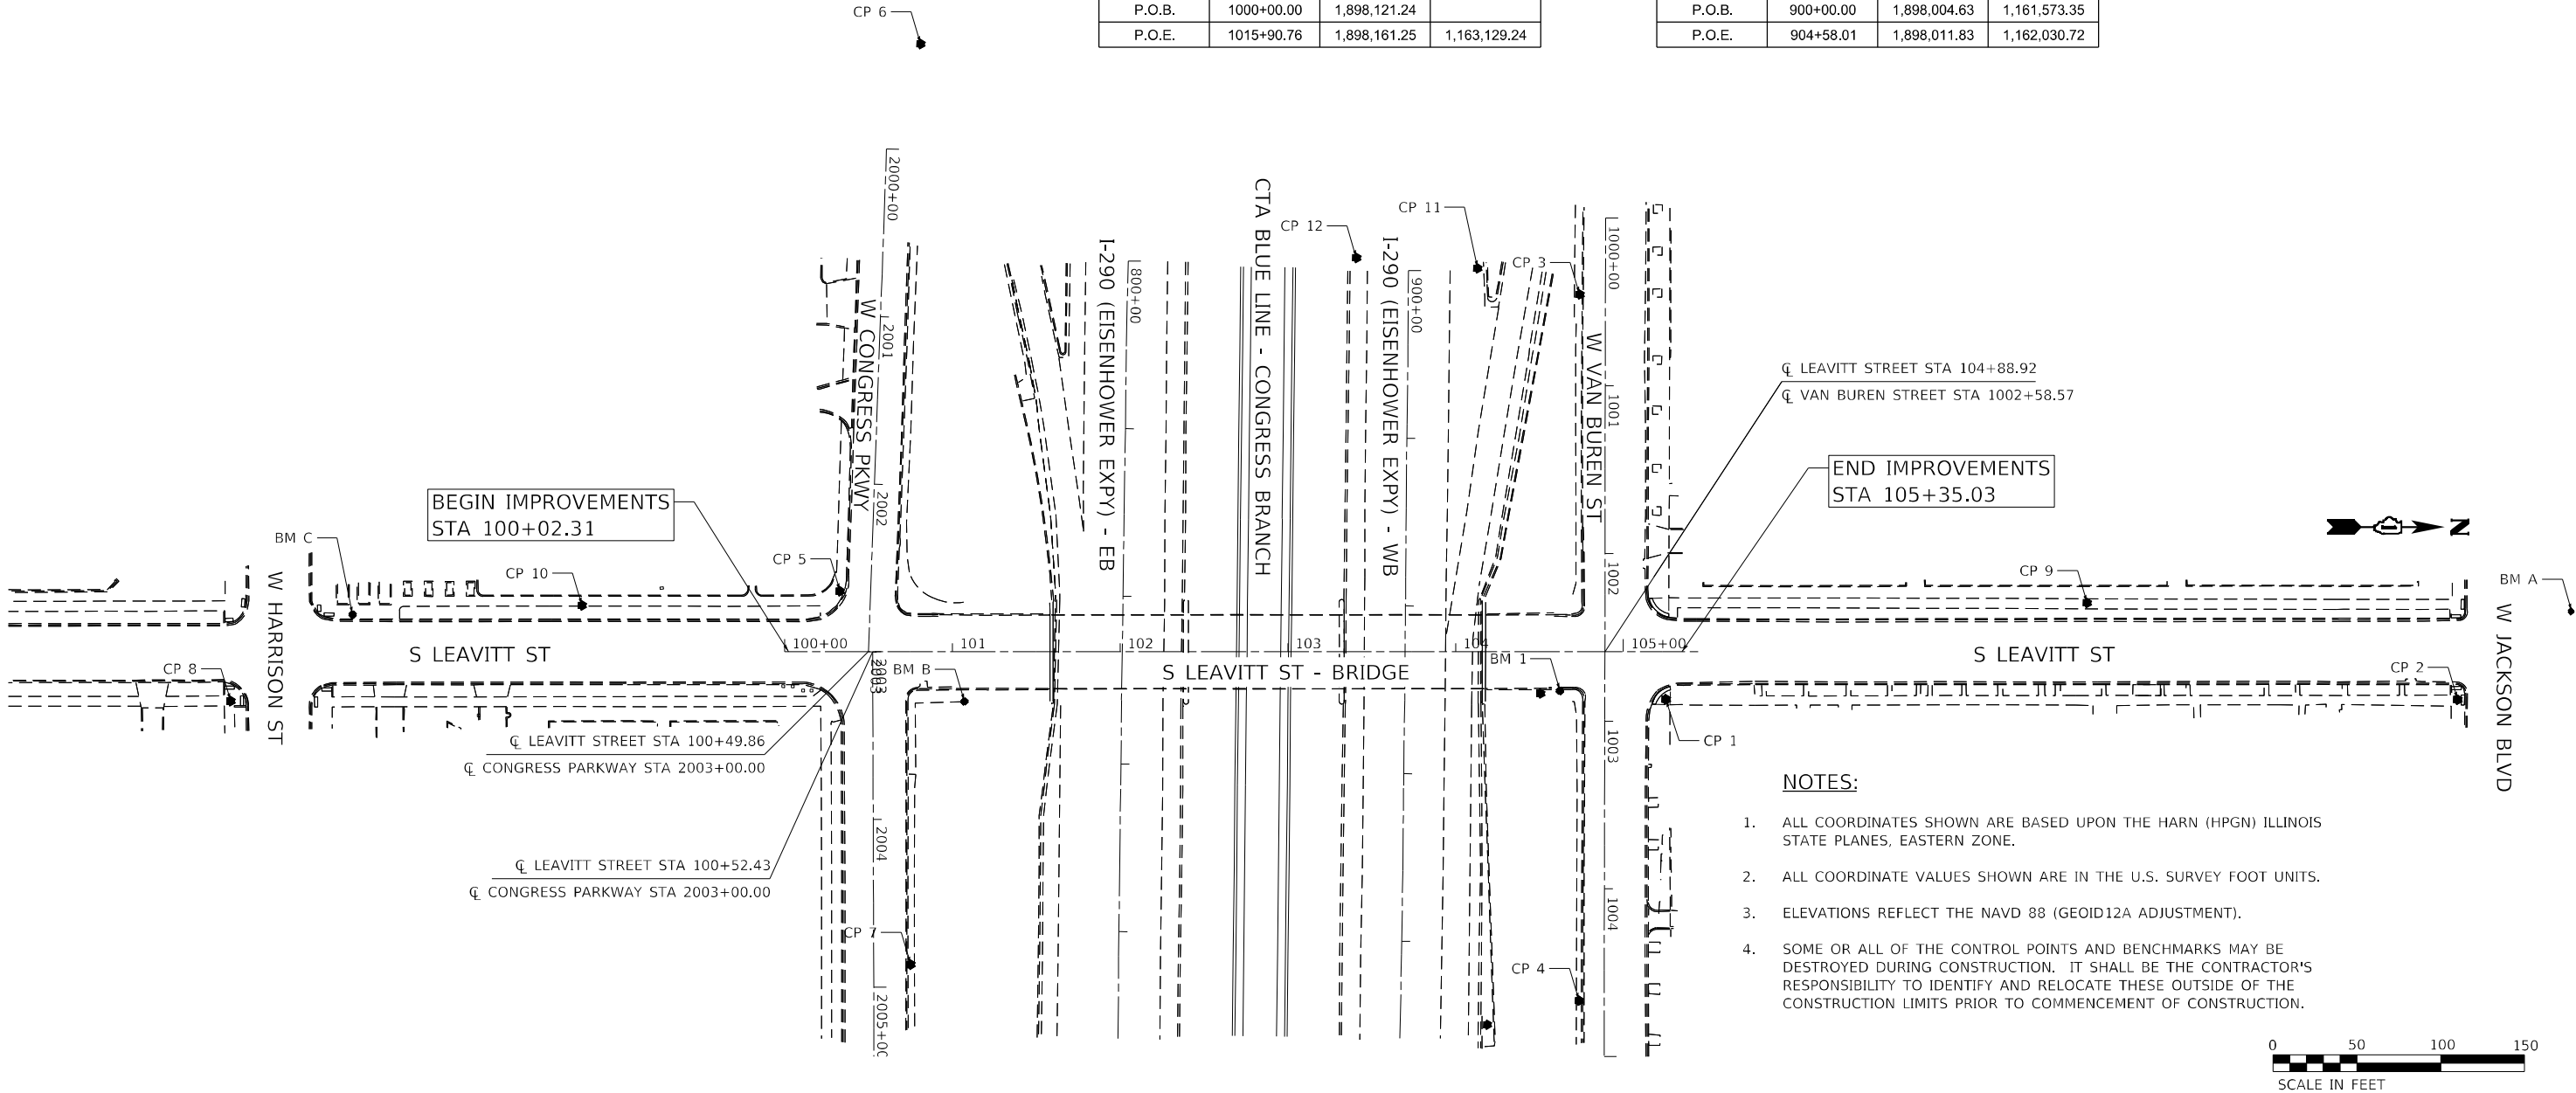 P.O.B. 1000+00.00 1,898,121.24
P.O.E. 1015+90.76 1,898,161.25 1,163,129.24
P.O.B. 900+00.00 1,898,004.63 1,161,573.35
P.O.E. 904+58.01 1,898,011.83 1,162,030.72
CP 6
2000+00
2001
2002
2003
2004
2005+00
W CONGRESS PKWY
I-290 (EISENHOWER EXPY) - EB
800+00
CTA BLUE LINE - CONGRESS BRANCH
CP 12
CP 11
I-290 (EISENHOWER EXPY) - WB
900+00
CP 3
W VAN BUREN ST
1000+00
1001
1002
1003
1004
℄ LEAVITT STREET STA 104+88.92
℄ VAN BUREN STREET STA 1002+58.57
BEGIN IMPROVEMENTS
STA 100+02.31
END IMPROVEMENTS
STA 105+35.03
N
BM C
CP 10
CP 5
CP 9
BM A
W HARRISON ST
S LEAVITT ST
100+00
101
102
103
104
105+00
S LEAVITT ST - BRIDGE
S LEAVITT ST
W JACKSON BLVD
CP 8
BM B
BM 1
CP 2
CP 1
℄ LEAVITT STREET STA 100+49.86
℄ CONGRESS PARKWAY STA 2003+00.00
℄ LEAVITT STREET STA 100+52.43
℄ CONGRESS PARKWAY STA 2003+00.00
CP 7
CP 4
NOTES:
1. ALL COORDINATES SHOWN ARE BASED UPON THE HARN (HPGN) ILLINOIS
STATE PLANES, EASTERN ZONE.
2. ALL COORDINATE VALUES SHOWN ARE IN THE U.S. SURVEY FOOT UNITS.
3. ELEVATIONS REFLECT THE NAVD 88 (GEOID12A ADJUSTMENT).
4. SOME OR ALL OF THE CONTROL POINTS AND BENCHMARKS MAY BE
DESTROYED DURING CONSTRUCTION. IT SHALL BE THE CONTRACTOR'S
RESPONSIBILITY TO IDENTIFY AND RELOCATE THESE OUTSIDE OF THE
CONSTRUCTION LIMITS PRIOR TO COMMENCEMENT OF CONSTRUCTION.
0 50 100 150
SCALE IN FEET